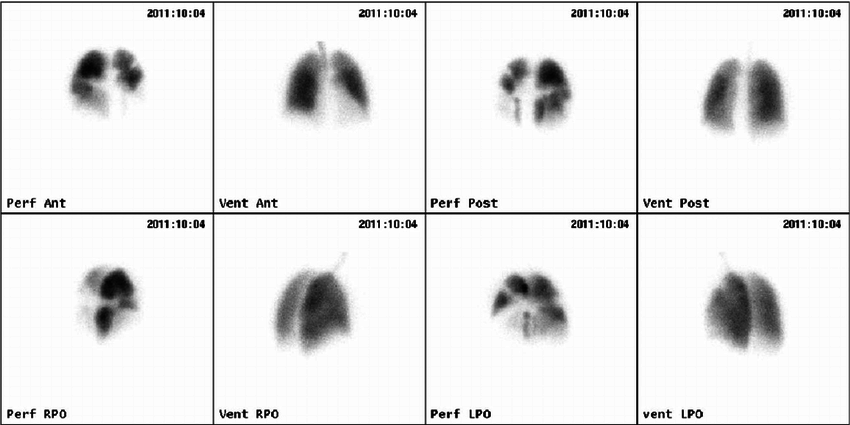 2011:10:04
2011:10:04
2011:10:04
2011:10:04
Perf Ant
Vent Ant
Perf Post
Vent Post
2011:10:04
2011:10:04
2011:10:04
2011:10:04
Perf RPO
Vent RPO
Perf LPO
vent LPO